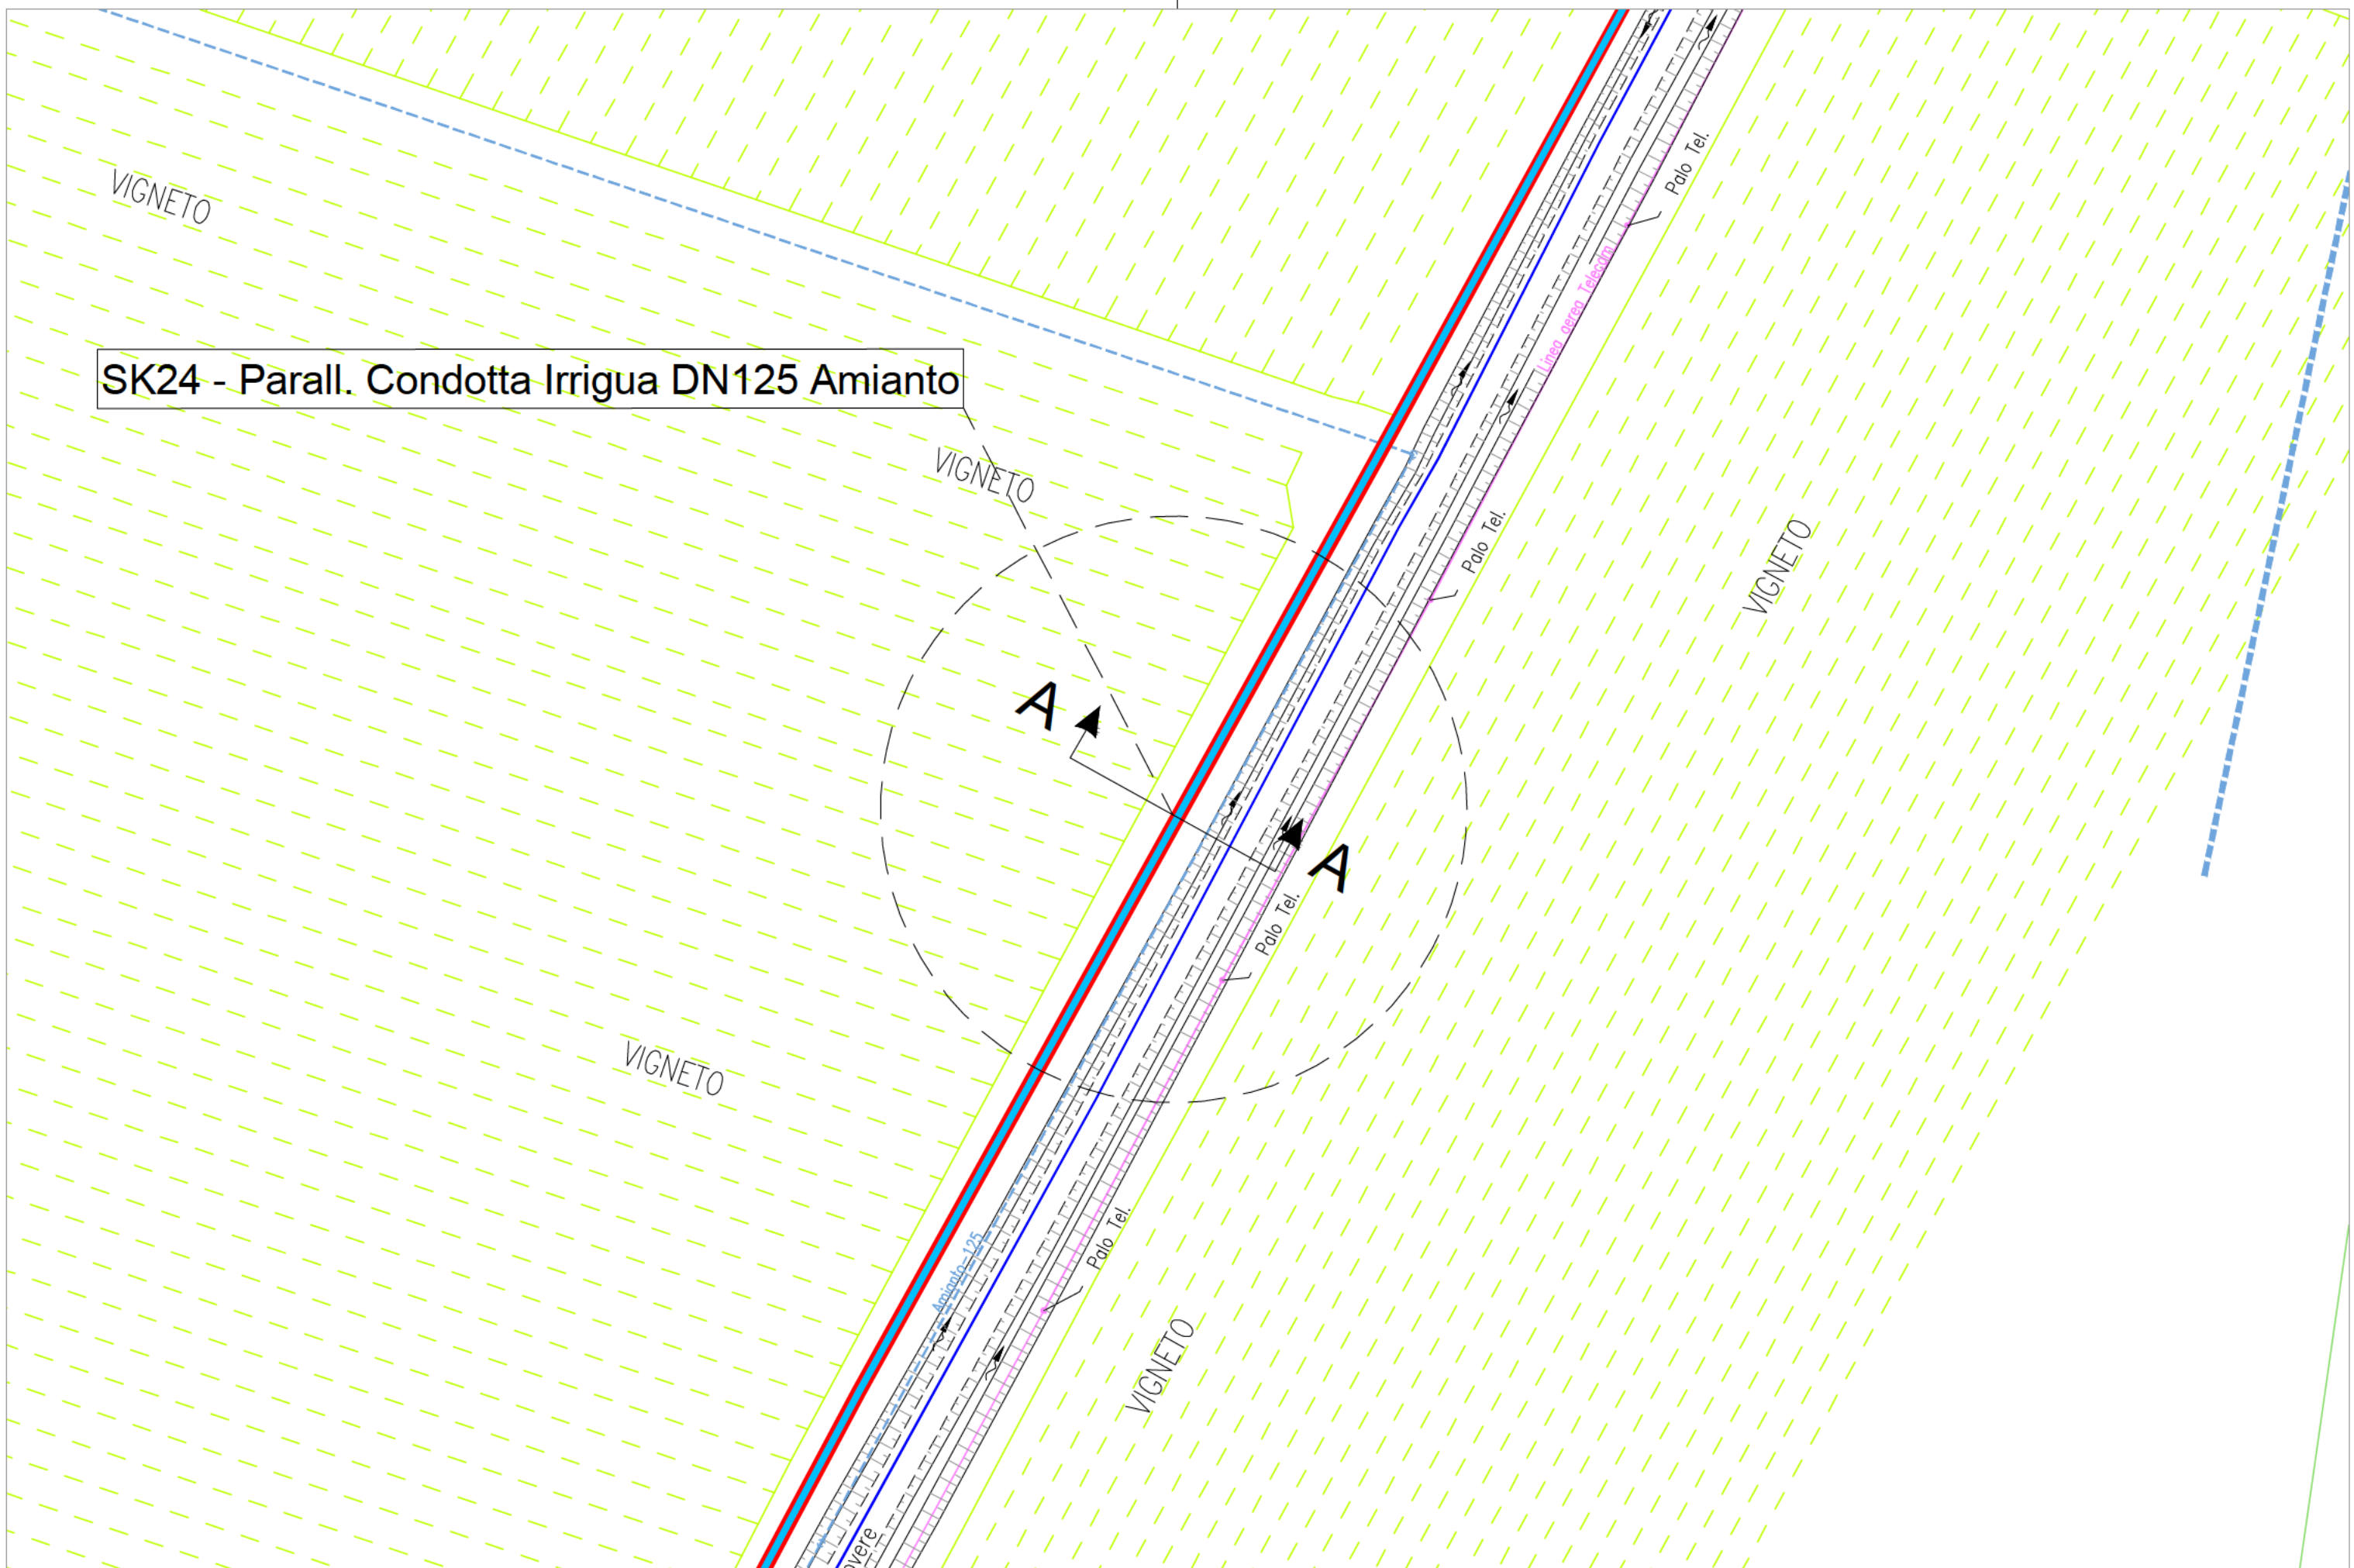 Palo Tel.
VIGNETO
Linea aerea Telecom
SK24 - Parall. Condotta Irrigua DN125 Amianto
VIGNETO
Palo Tel.
VIGNETO
A
A
Palo Tel.
VIGNETO
Palo Tel.
Amianto-125
VIGNETO